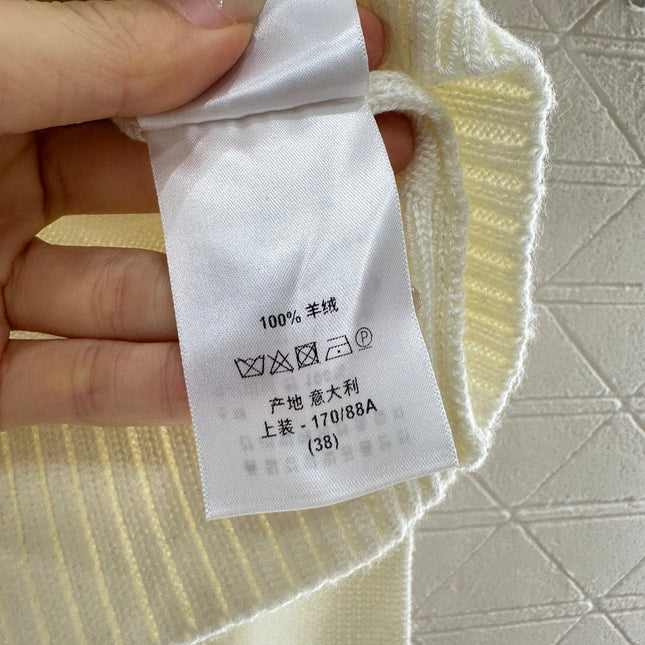 100% 羊绒
P
产地 意大利
上装 - 170/88A
(38)